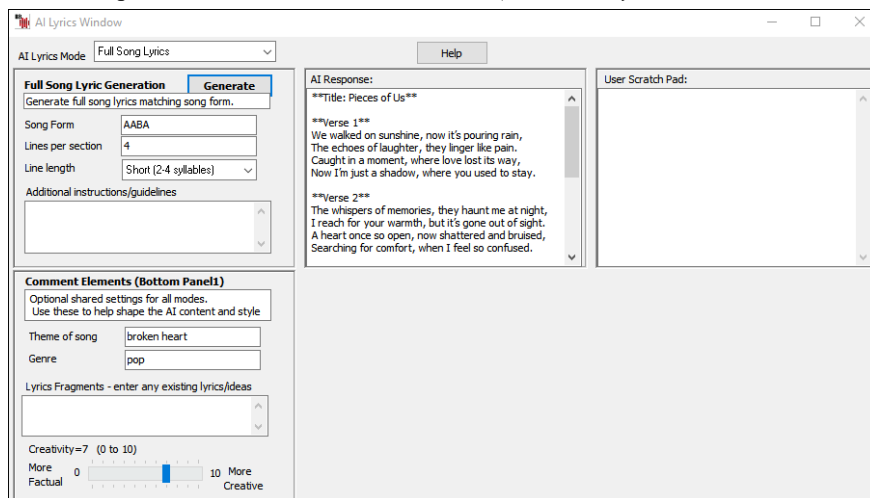 AI Lyrics Window
AI Lyrics Mode
Full Song Lyrics
Help
Full Song Lyric Generation
Generate
Generate full song lyrics matching song form.
Song Form
AABA
Lines per section
4
Line length
Short (2-4 syllables)
Additional instructions/guidelines
Comment Elements (Bottom Panel1)
Optional shared settings for all modes.
Use these to help shape the AI content and style
Theme of song
broken heart
Genre
pop
Lyrics Fragments - enter any existing lyrics/ideas
Creativity=7 (0 to 10)
More Factual
0
10
More Creative
AI Response:
**Title: Pieces of Us**
**Verse 1**
We walked on sunshine, now it's pouring rain,
The echoes of laughter, they linger like pain.
Caught in a moment, where love lost its way,
Now I'm just a shadow, where you used to stay.
**Verse 2**
The whispers of memories, they haunt me at night,
I reach for your warmth, but it's gone out of sight.
A heart once so open, now shattered and bruised,
Searching for comfort, when I feel so confused.
User Scratch Pad: